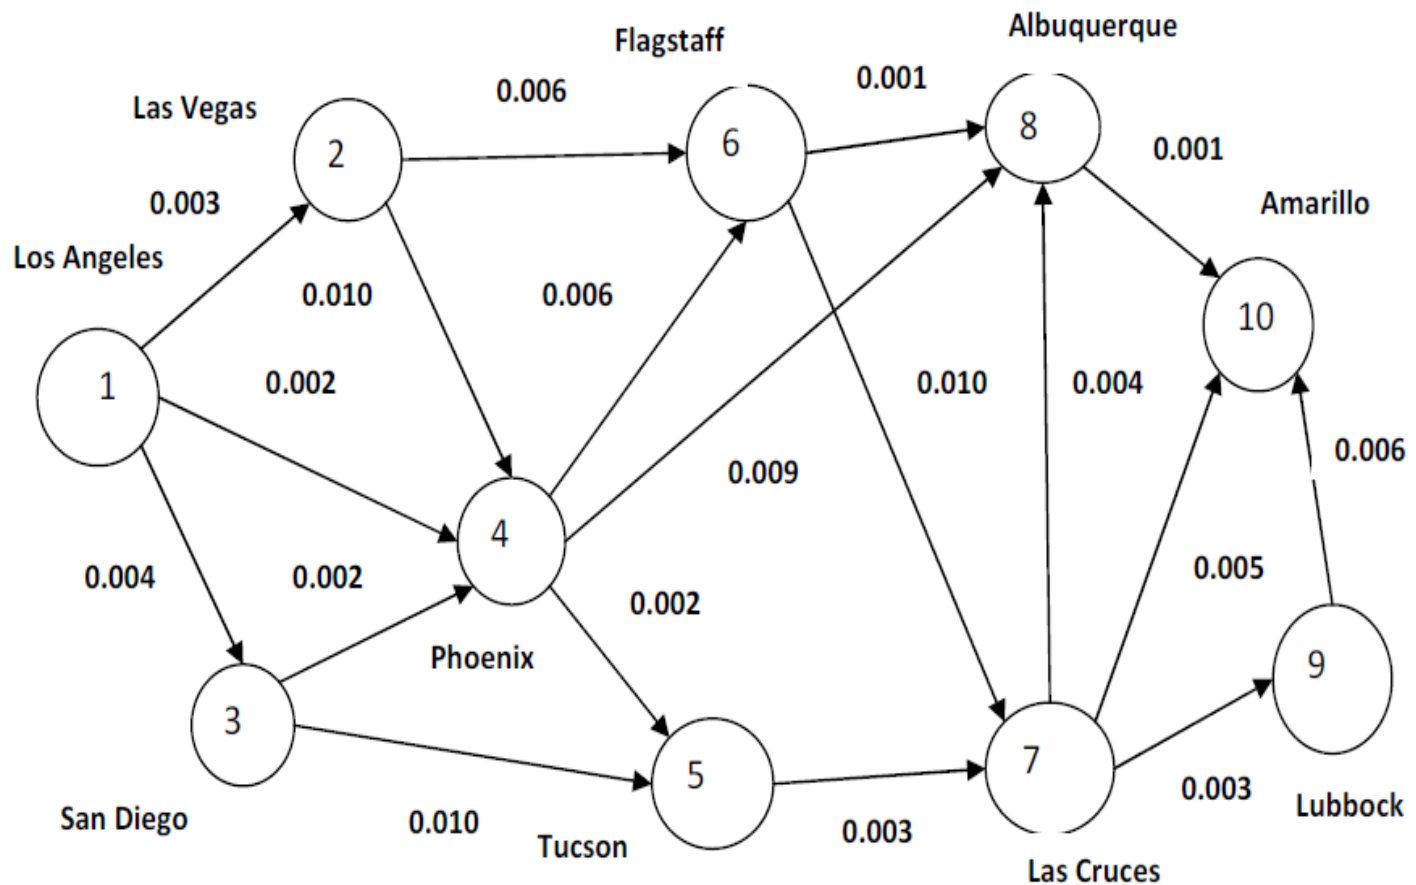 Albuquerque
Flagstaff
0.001
0.006
Las Vegas
8
6
0.001
2
0.003
Amarillo
Los Angeles
0.010
0.006
10
0.002
0.010
0.004
1
0.006
0.009
4
0.005
0.004
0.002
0.002
Phoenix
9
3
7
5
0.003
Lubbock
San Diego
0.010
0.003
Tucson
Las Cruces